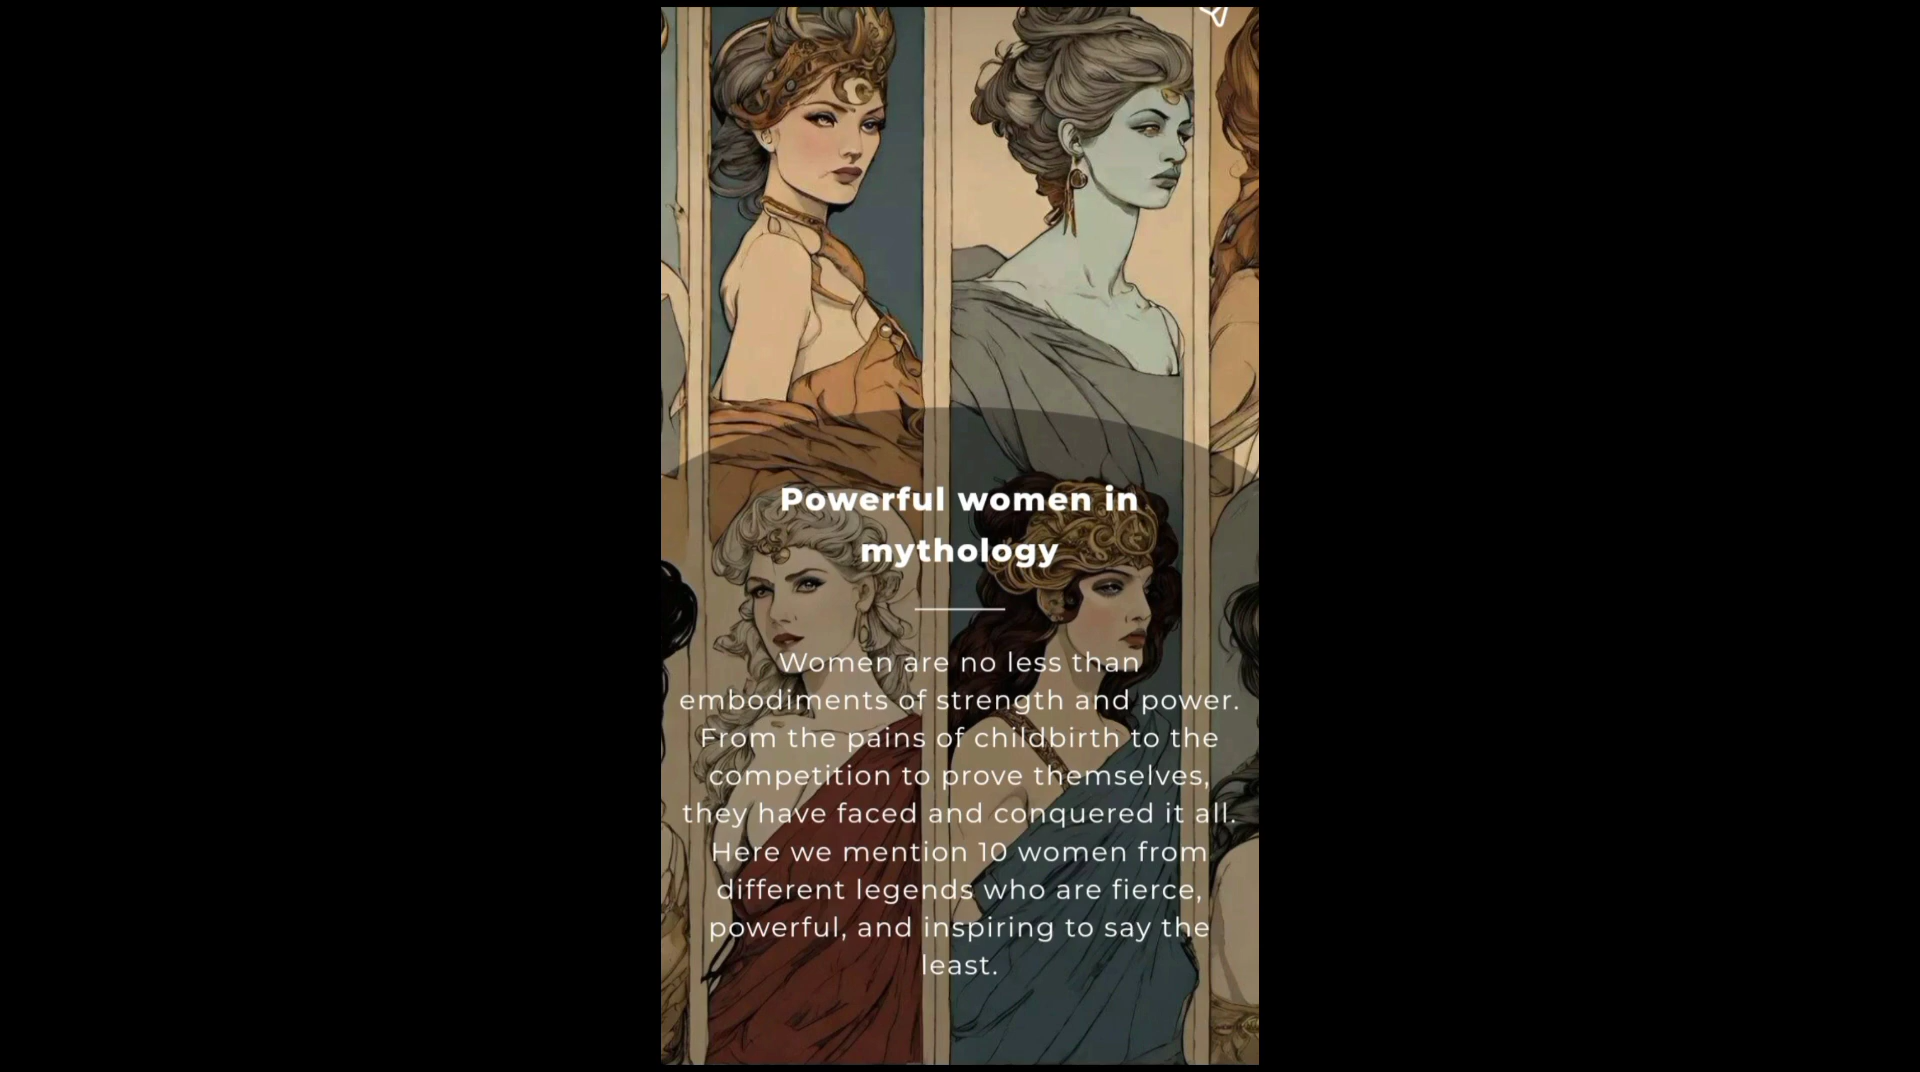 Powerful women in
mythology
Women are no less than
embodiments of strength and power.
From the pains of childbirth to the
competition to prove themselves,
they have faced and conquered it all.
Here we mention 10 women from
different legends who are fierce,
powerful, and inspiring to say the
least.